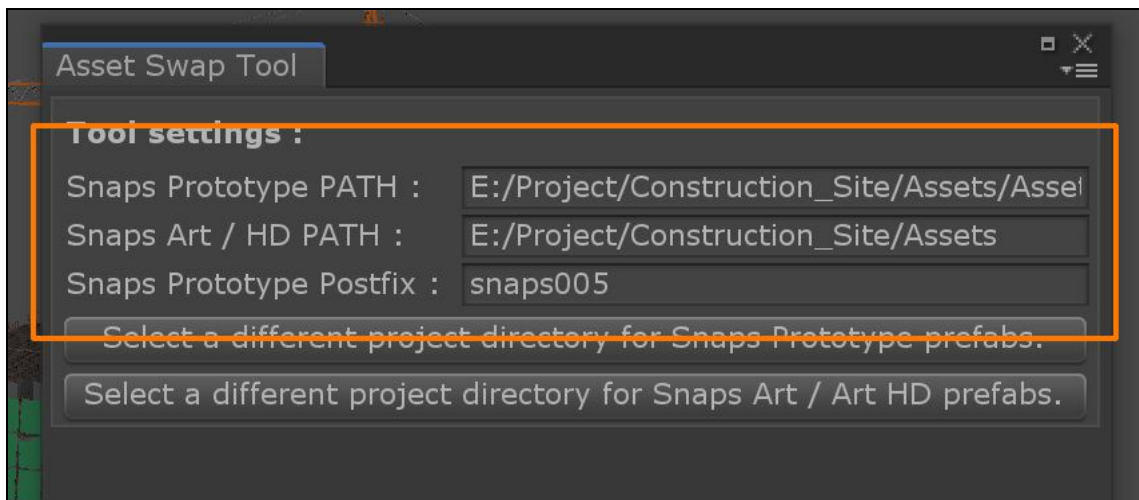 Asset Swap Tool
Tool settings :
Snaps Prototype PATH : E:/Project/Construction_Site/Assets/Asset
Snaps Art / HD PATH : E:/Project/Construction_Site/Assets
Snaps Prototype Postfix : snaps005
Select a different project directory for Snaps Prototype prefabs.
Select a different project directory for Snaps Art / Art HD prefabs.